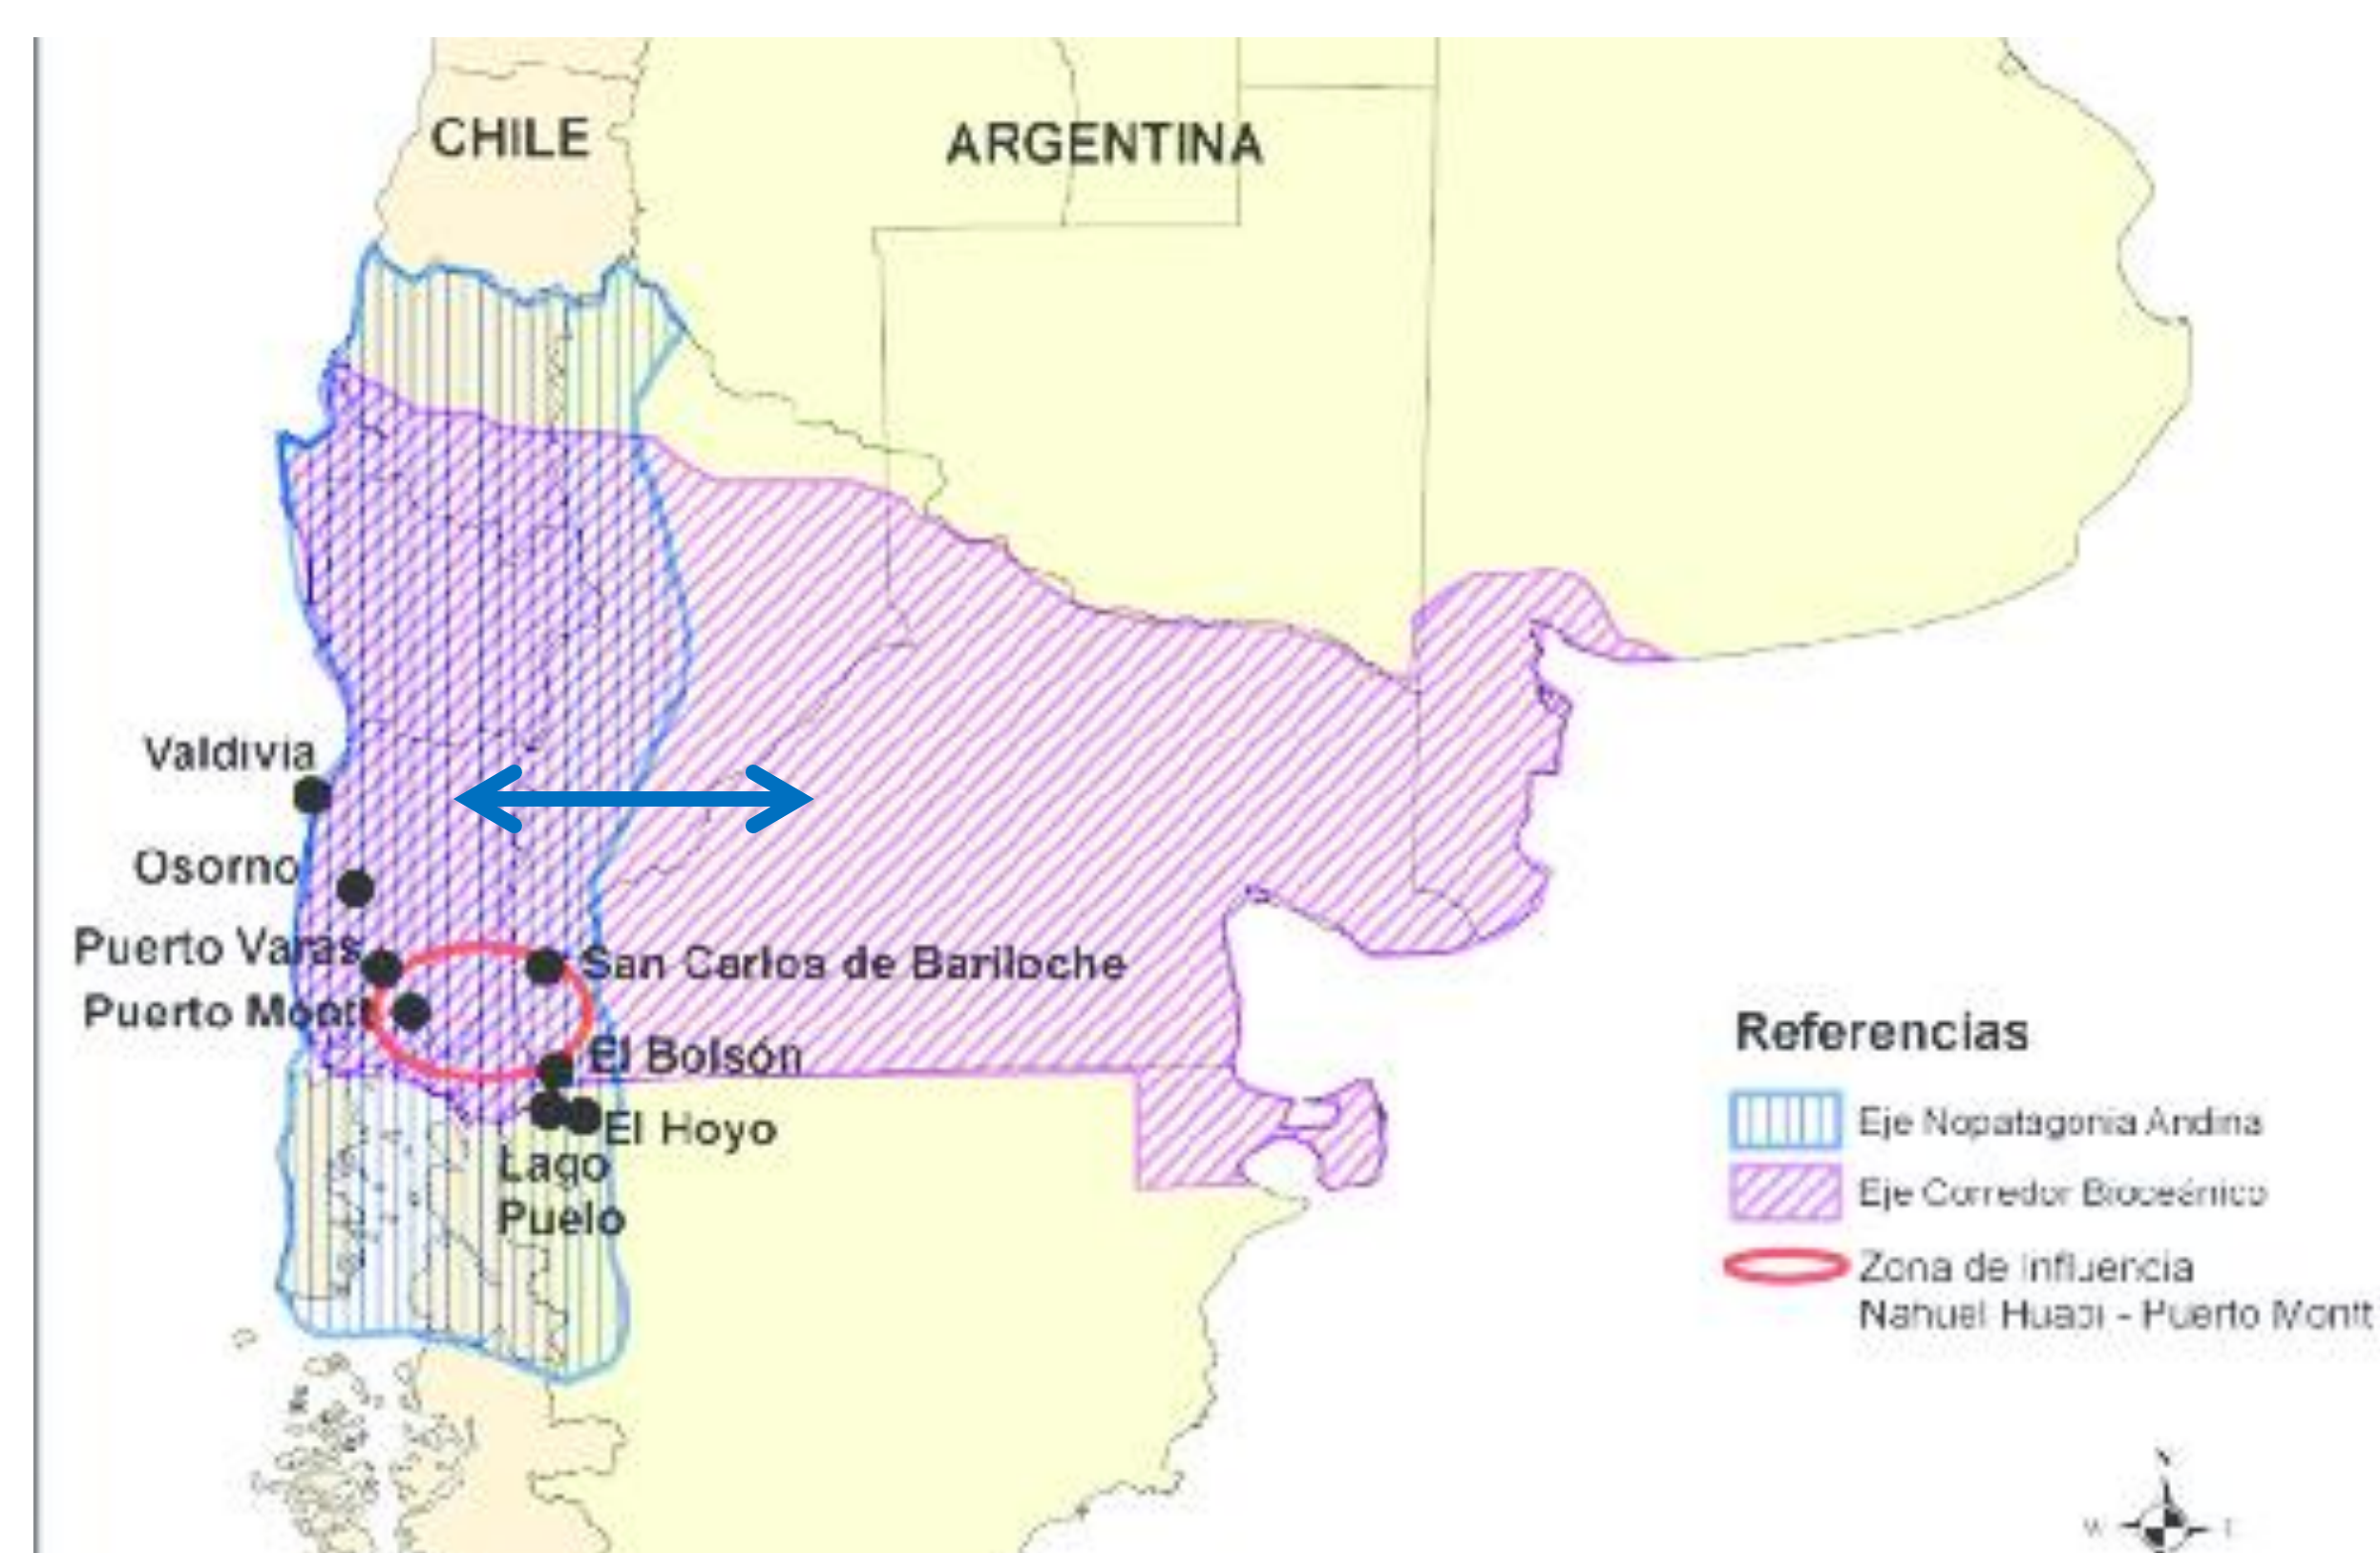 CHILE
ARGENTINA
Valdivia
Osorno
Puerto Varas
San Carlos de Bariloche
Puerto Montt
El Bolsón
El Hoyo
Lago
Puelo
Referencias
Eje Nopatagonia Andina
Eje Corredor Bioceánico
Zona de influencia
Nahuel Huapi - Puerto Montt
N
W